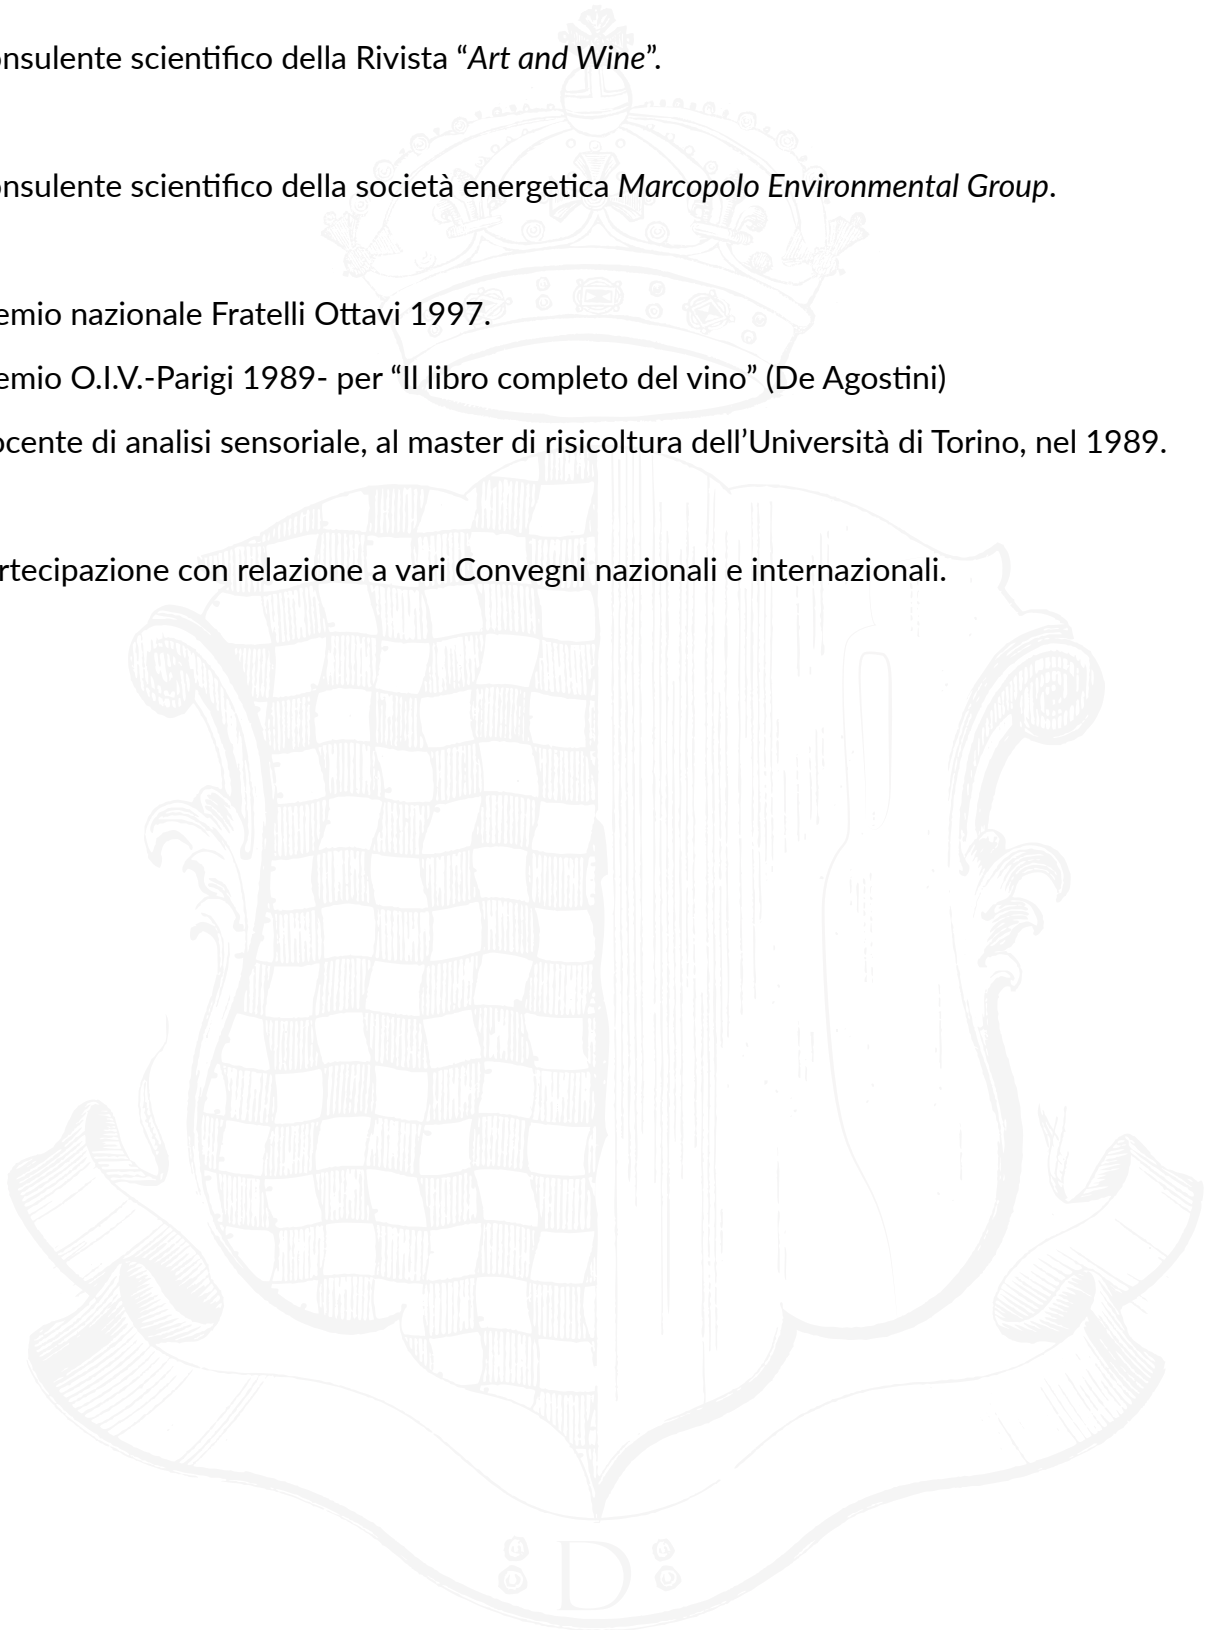 onsulente scientifico della Rivista “Art and Wine”.
onsulente scientifico della società energetica Marcopolo Environmental Group.
emio nazionale Fratelli Ottavi 1997.
emio O.I.V.-Parigi 1989- per “Il libro completo del vino” (De Agostini)
ocente di analisi sensoriale, al master di risicoltura dell’Università di Torino, nel 1989.
rtecipazione con relazione a vari Convegni nazionali e internazionali.
D